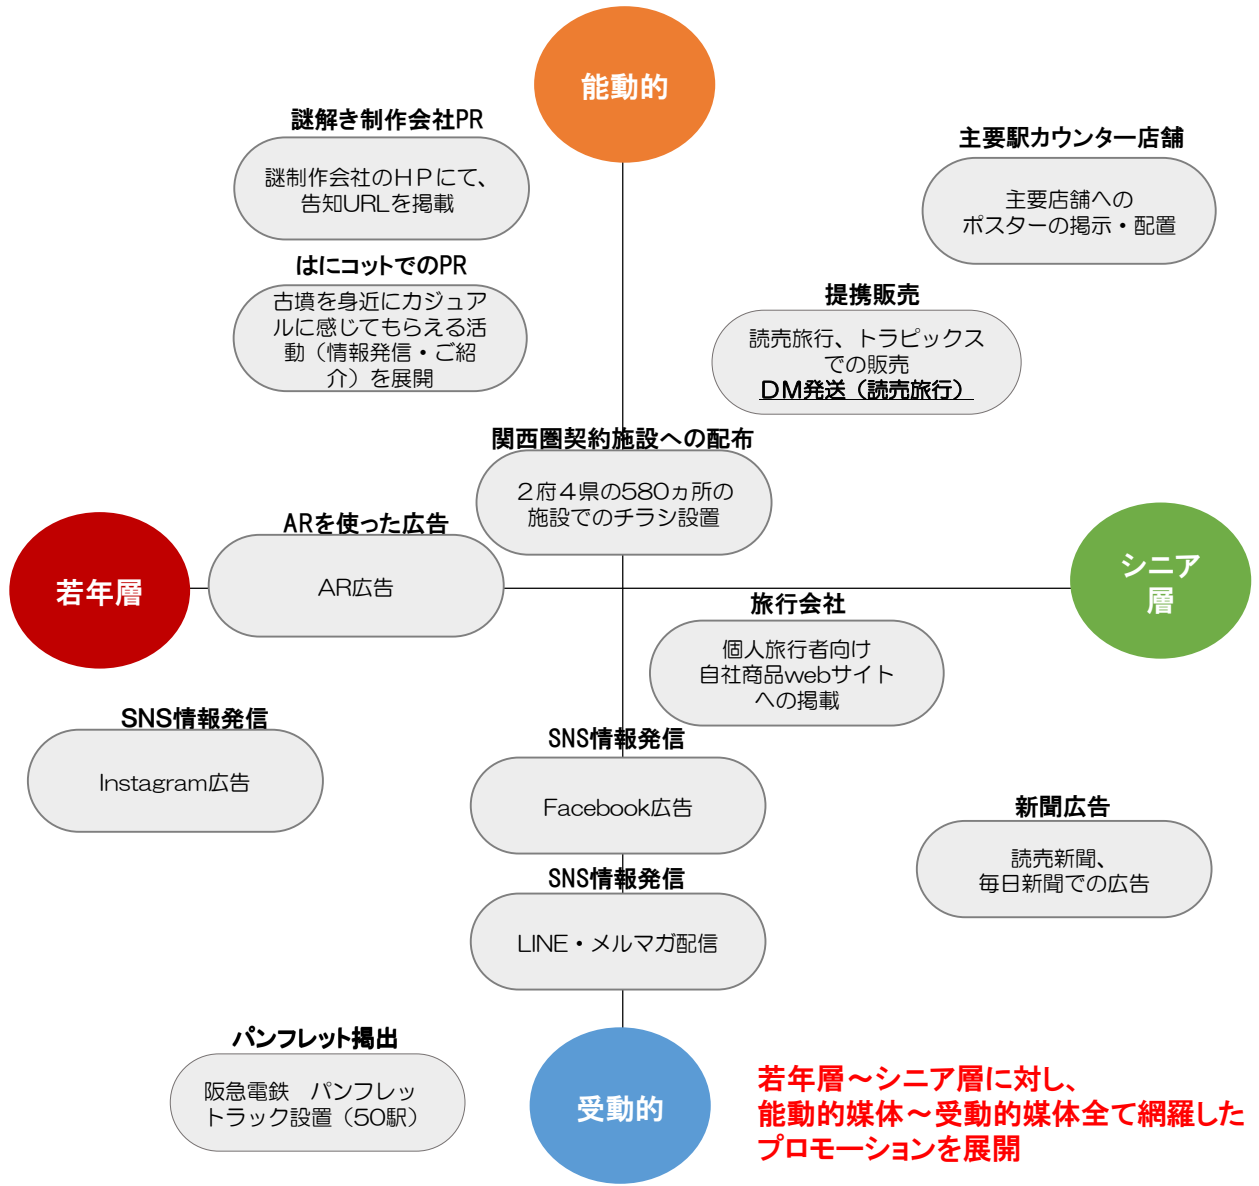 能動的
謎解き制作会社PR
謎制作会社のＨＰにて、
告知URLを掲載
主要駅カウンター店舗
主要店舗への
ポスターの掲示・配置
はにコットでのPR
古墳を身近にカジュア
ルに感じてもらえる活
動（情報発信・ご紹
介）を展開
提携販売
読売旅行、トラピックス
での販売
ＤＭ発送（読売旅行）
関西圏契約施設への配布
２府４県の580ヵ所の
施設でのチラシ設置
ARを使った広告
AR広告
若年層
シニア
層
旅行会社
個人旅行者向け
自社商品webサイト
への掲載
SNS情報発信
Instagram広告
SNS情報発信
Facebook広告
新聞広告
読売新聞、
毎日新聞での広告
SNS情報発信
LINE・メルマガ配信
パンフレット掲出
阪急電鉄　パンフレッ
トラック設置（50駅）
受動的
若年層～シニア層に対し、
能動的媒体～受動的媒体全て網羅した
プロモーションを展開